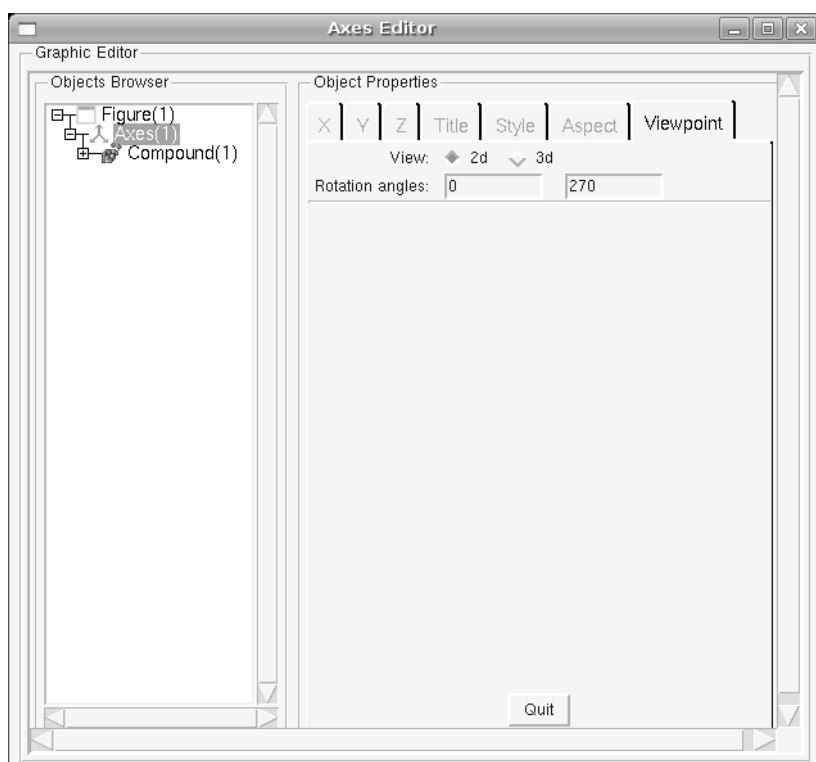 Axes Editor
Graphic Editor
Objects Browser
Figure(1)
Axes(1)
Compound(1)
Object Properties
X Y Z Title Style Aspect Viewpoint
View: 2d 3d
Rotation angles: 0 270
Quit